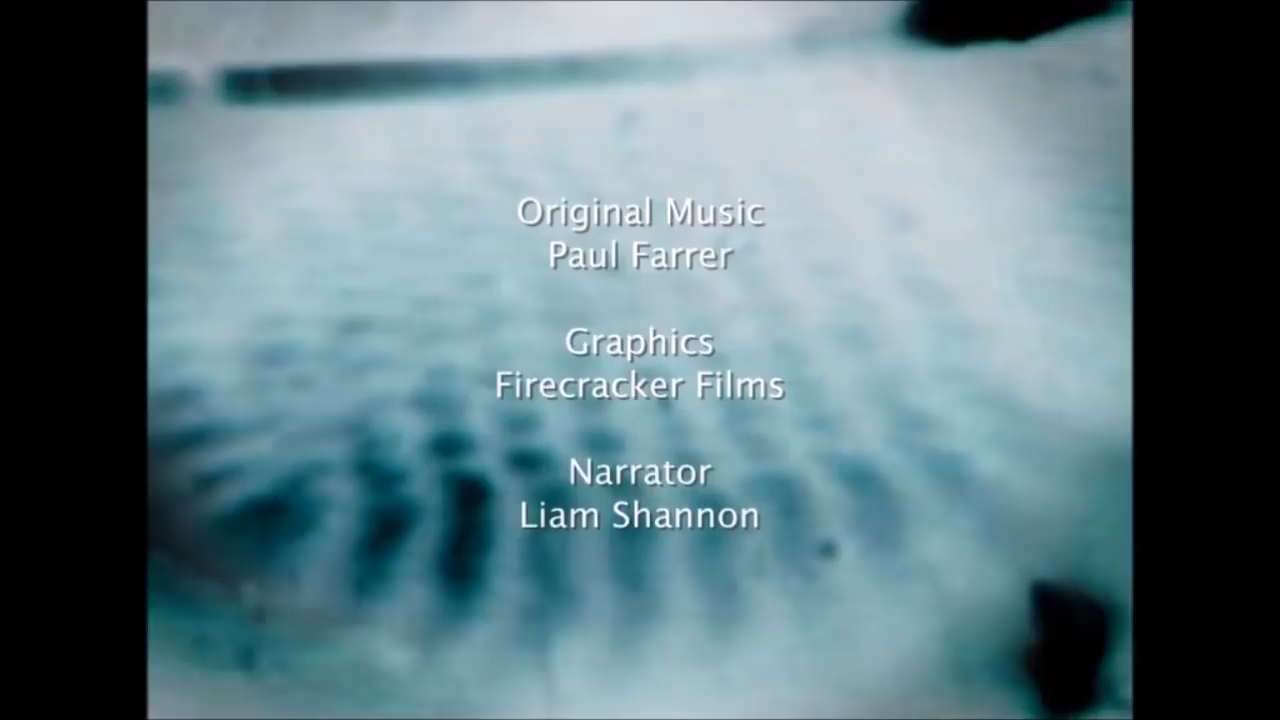 Original Music
Paul Farrer
Graphics
Firecracker Films
Narrator
Liam Shannon